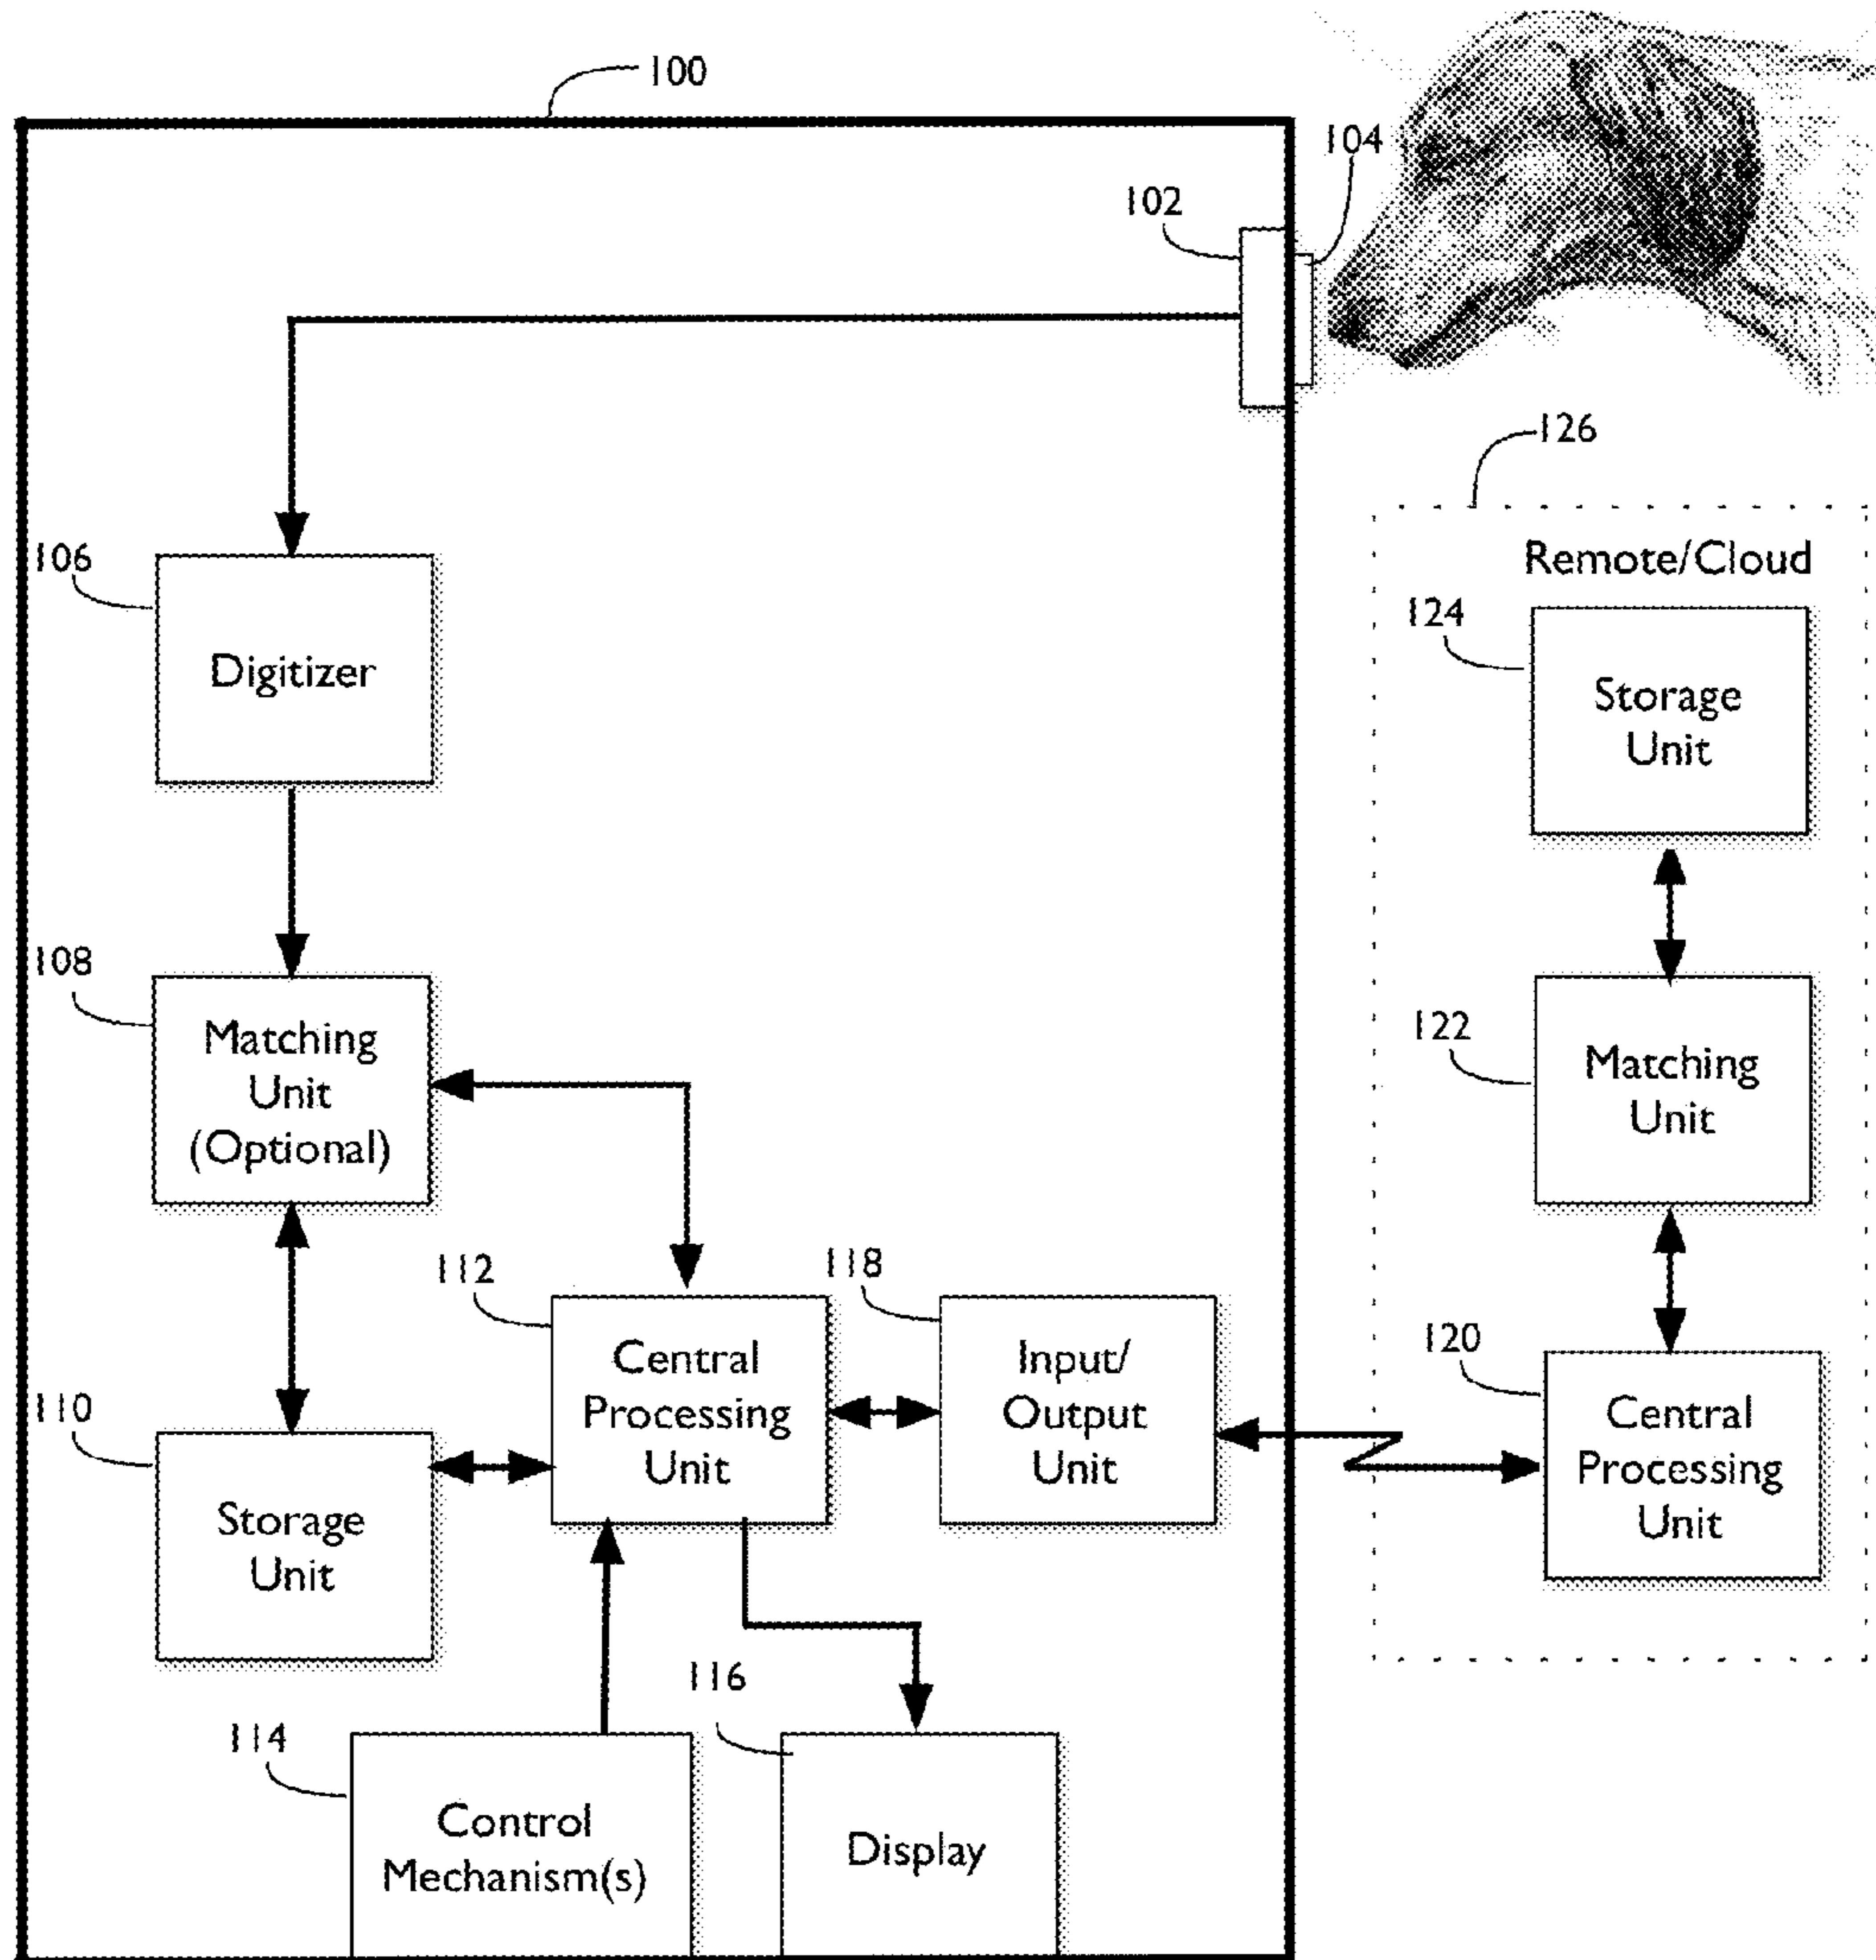 100
104
102
126
Remote/Cloud
106
Digitizer
124
Storage
Unit
108
Matching
Unit
(Optional)
122
Matching
Unit
112
Central
Processing
Unit
118
Input/
Output
Unit
120
Central
Processing
Unit
110
Storage
Unit
114
Control
Mechanism(s)
116
Display